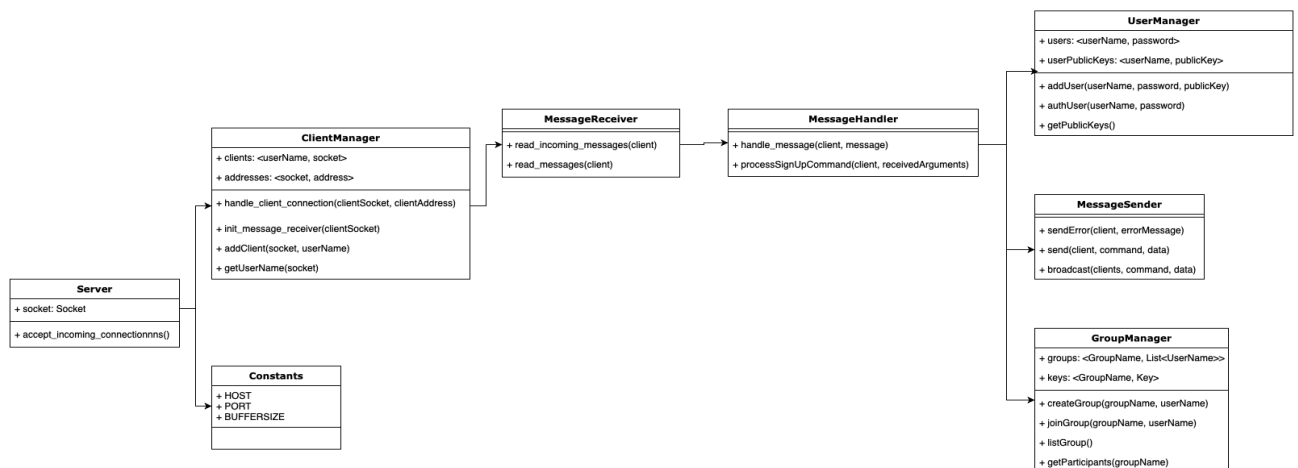 Server
+ socket: Socket
+ accept_incoming_connectionnns()
ClientManager
+ clients: <userName, socket>
+ addresses: <socket, address>
+ handle_client_connection(clientSocket, clientAddress)
+ init_message_receiver(clientSocket)
+ addClient(socket, userName)
+ getUserName(socket)
Constants
+ HOST
+ PORT
+ BUFFERSIZE
MessageReceiver
+ read_incoming_messages(client)
+ read_messages(client)
MessageHandler
+ handle_message(client, message)
+ processSignUpCommand(client, receivedArguments)
UserManager
+ users: <userName, password>
+ userPublicKeys: <userName, publicKey>
+ addUser(userName, password, publicKey)
+ authUser(userName, password)
+ getPublicKeys()
MessageSender
+ sendError(client, errorMessage)
+ send(client, command, data)
+ broadcast(clients, command, data)
GroupManager
+ groups: <GroupName, List<UserName>>
+ keys: <GroupName, Key>
+ createGroup(groupName, userName)
+ joinGroup(groupName, userName)
+ listGroup()
+ getParticipants(groupName)